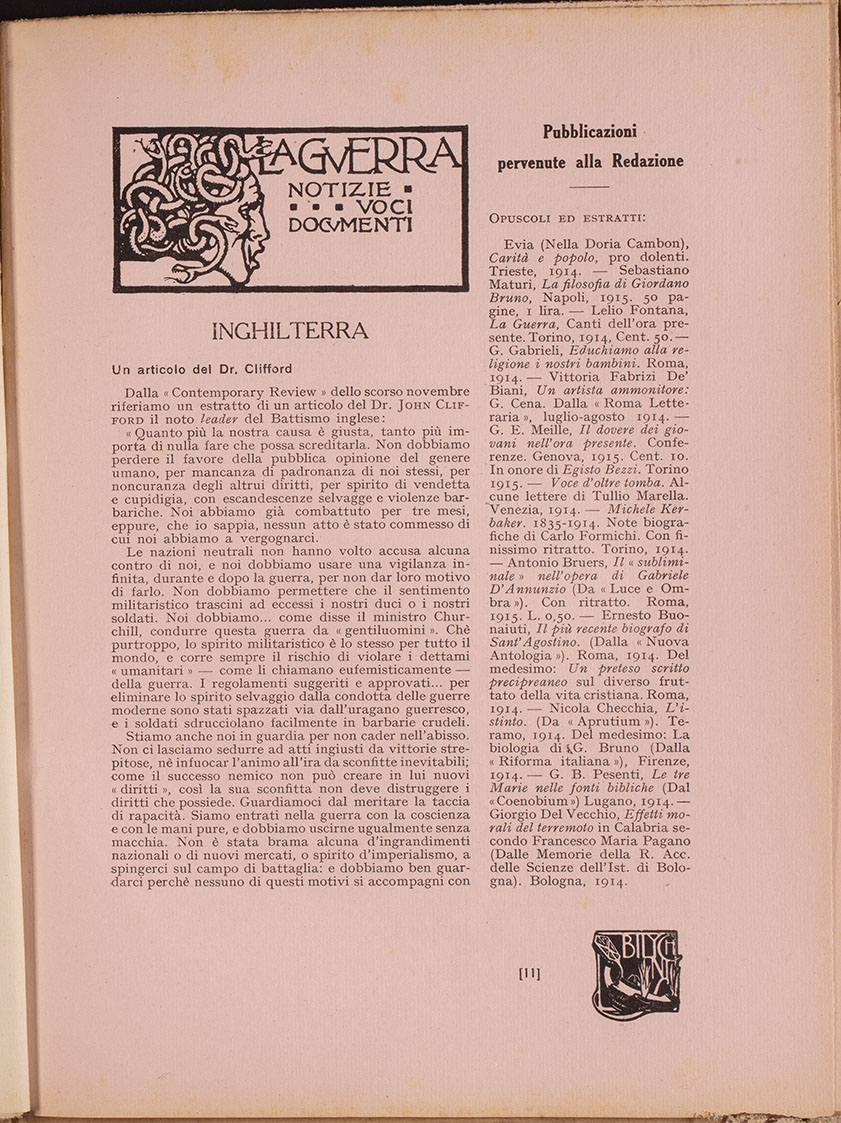 LA GVERRA
NOTIZIE
VOCI
DOCVMENTI
INGHILTERRA
Un articolo del Dr. Clifford
Dalla « Contemporary Review » dello scorso novembre
riferiamo un estratto di un articolo del Dr. JOHN CLIF-
FORD il noto leader del Battismo inglese:
« Quanto più la nostra causa è giusta, tanto più im-
porta di nulla fare che possa screditarla. Non dobbiamo
perdere il favore della pubblica opinione del genere
umano, per mancanza di padronanza di noi stessi, per
noncuranza degli altrui diritti, per spirito di vendetta
e cupidigia, con escandescenze selvagge e violenze bar-
bariche. Noi abbiamo già combattuto per tre mesi,
eppure, che io sappia, nessun atto è stato commesso di
cui noi abbiamo a vergognarci.
Le nazioni neutrali non hanno volto accusa alcuna
contro di noi, e noi dobbiamo usare una vigilanza in-
finita, durante e dopo la guerra, per non dar loro motivo
di farlo. Non dobbiamo permettere che il sentimento
militaristico trascini ad eccessi i nostri duci o i nostri
soldati. Noi dobbiamo... come disse il ministro Chur-
chill, condurre questa guerra da « gentiluomini ». Chè
purtroppo, lo spirito militaristico è lo stesso per tutto il
mondo, e corre sempre il rischio di violare i dettami
« umanitari » — come li chiamano eufemisticamente —
della guerra. I regolamenti suggeriti e approvati... per
eliminare lo spirito selvaggio dalla condotta delle guerre
moderne sono stati spazzati via dall'uragano guerresco,
e i soldati sdrucciolano facilmente in barbarie crudeli.
Stiamo anche noi in guardia per non cader nell'abisso.
Non ci lasciamo sedurre ad atti ingiusti da vittorie stre-
pitose, nè infuocar l'animo all'ira da sconfitte inevitabili;
come il successo nemico non può creare in lui nuovi
« diritti », così la sua sconfitta non deve distruggere i
diritti che possiede. Guardiamoci dal meritare la taccia
di rapacità. Siamo entrati nella guerra con la coscienza
e con le mani pure, e dobbiamo uscirne ugualmente senza
macchia. Non è stata brama alcuna d'ingrandimenti
nazionali o di nuovi mercati, o spirito d'imperialismo, a
spingerci sul campo di battaglia: e dobbiamo ben guar-
darci perchè nessuno di questi motivi si accompagni con
Pubblicazioni
pervenute alla Redazione
OPUSCOLI ED ESTRATTI:
Evia (Nella Doria Cambon),
Carità e popolo, pro dolenti.
Trieste, 1914. — Sebastiano
Maturi, La filosofia di Giordano
Bruno, Napoli, 1915. 50 pa-
gine, 1 lira. — Lelio Fontana,
La Guerra, Canti dell'ora pre-
sente. Torino, 1914, Cent. 50. —
G. Gabrieli, Educhiamo alla re-
ligione i nostri bambini. Roma,
1914. — Vittoria Fabrizi De'
Biani, Un artista ammonitore:
G. Cena. Dalla « Roma Lette-
raria », luglio-agosto 1914. —
G. E. Meille, Il dovere dei gio-
vani nell'ora presente. Confe-
renze. Genova, 1915. Cent. 10.
In onore di Egisto Bezzi. Torino
1915. — Voce d'oltre tomba. Al-
cune lettere di Tullio Marella.
Venezia, 1914. — Michele Ker-
baker. 1835-1914. Note biogra-
fiche di Carlo Formichi. Con fi-
nissimo ritratto. Torino, 1914.
— Antonio Bruers, Il « sublimi-
nale » nell'opera di Gabriele
D'Annunzio (Da « Luce e Om-
bra »). Con ritratto. Roma,
1915. L. 0,50. — Ernesto Buo-
naiuti, Il più recente biografo di
Sant'Agostino. (Dalla « Nuova
Antologia »). Roma, 1914. Del
medesimo: Un preteso scritto
precipreaneo sul diverso frut-
tato della vita cristiana. Roma,
1914. — Nicola Checchia, L'i-
stinto. (Da « Aprutium »). Te-
ramo, 1914. Del medesimo: La
biologia di G. Bruno (Dalla
« Riforma italiana »), Firenze,
1914. — G. B. Pesenti, Le tre
Marie nelle fonti bibliche (Dal
« Coenobium ») Lugano, 1914. —
Giorgio Del Vecchio, Effetti mo-
rali del terremoto in Calabria se-
condo Francesco Maria Pagano
(Dalle Memorie della R. Acc.
delle Scienze dell'Ist. di Bolo-
gna). Bologna, 1914.
[11]
BILYCH
NIS